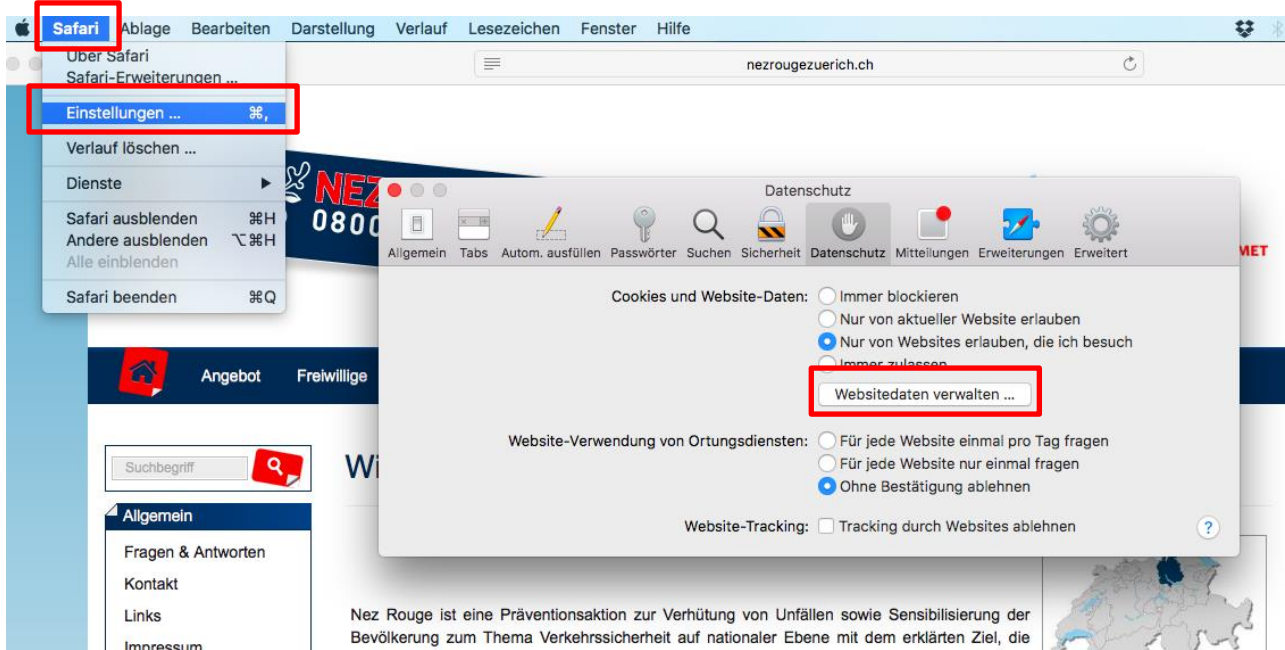 Safari Ablage Bearbeiten Darstellung Verlauf Lesezeichen Fenster Hilfe
Über Safari
Safari-Erweiterungen ...
Einstellungen ... ⌘,
Verlauf löschen ...
Dienste ▶
Safari ausblenden ⌘H
Andere ausblenden ⌥⌘H
Alle einblenden
Safari beenden ⌘Q
nezrougezuerich.ch
NEZ
0800
MET
Datenschutz
Allgemein Tabs Autom. ausfüllen Passwörter Suchen Sicherheit Datenschutz Mitteilungen Erweiterungen Erweitert
Cookies und Website-Daten: Immer blockieren
Nur von aktueller Website erlauben
Nur von Websites erlauben, die ich besuch
Immer zulassen
Websitedaten verwalten ...
Website-Verwendung von Ortungsdiensten: Für jede Website einmal pro Tag fragen
Für jede Website nur einmal fragen
Ohne Bestätigung ablehnen
Website-Tracking: Tracking durch Websites ablehnen ?
Angebot Freiwillige
Suchbegriff
Wi
Allgemein
Fragen & Antworten
Kontakt
Links
Impressum
Nez Rouge ist eine Präventionsaktion zur Verhütung von Unfällen sowie Sensibilisierung der
Bevölkerung zum Thema Verkehrssicherheit auf nationaler Ebene mit dem erklärten Ziel, die